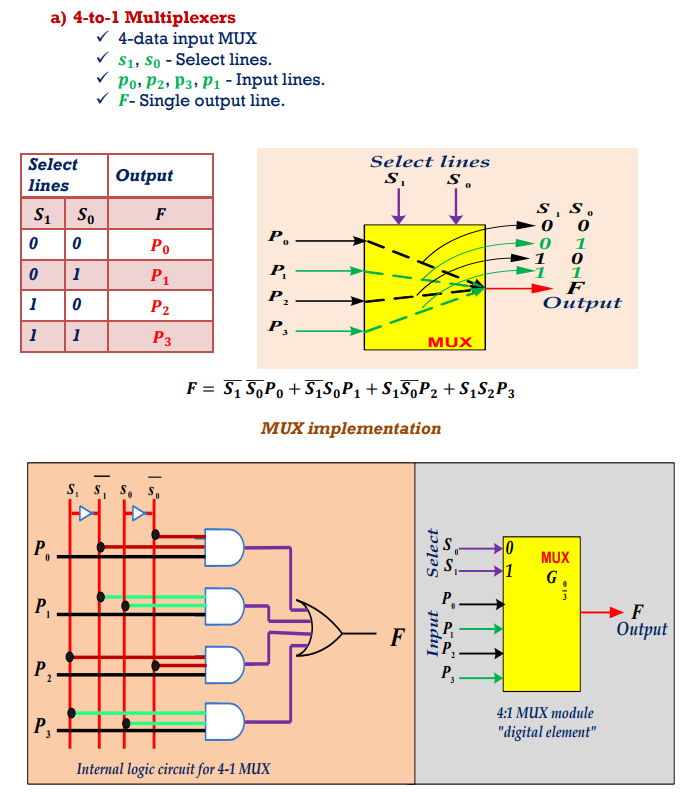 a) 4-to-1 Multiplexers
✓ 4-data input MUX
✓ S₁, S₀ - Select lines.
✓ P₀, P₂, P₃, P₁ - Input lines.
✓ F- Single output line.
Select lines Output
S₁ S₀ F
0 0 P₀
0 1 P₁
1 0 P₂
1 1 P₃
Select lines
S₁ S₀
S₁ S₀
P₀ 0 0
0 1
P₁ 1 0
1 1
P₂ F
Output
P₃
MUX
F = S̅₁ S̅₀P₀ + S̅₁S₀P₁ + S₁S̅₀P₂ + S₁S₂P₃
MUX implementation
S₁ S̅₁ S₀ S̅₀
P₀
P₁
P₂
P₃
F
Internal logic circuit for 4-1 MUX
Select
S₀ 0
S₁ 1
MUX
G 0/3
Input
P₀
P₁
P₂
P₃
F
Output
4:1 MUX module
"digital element"